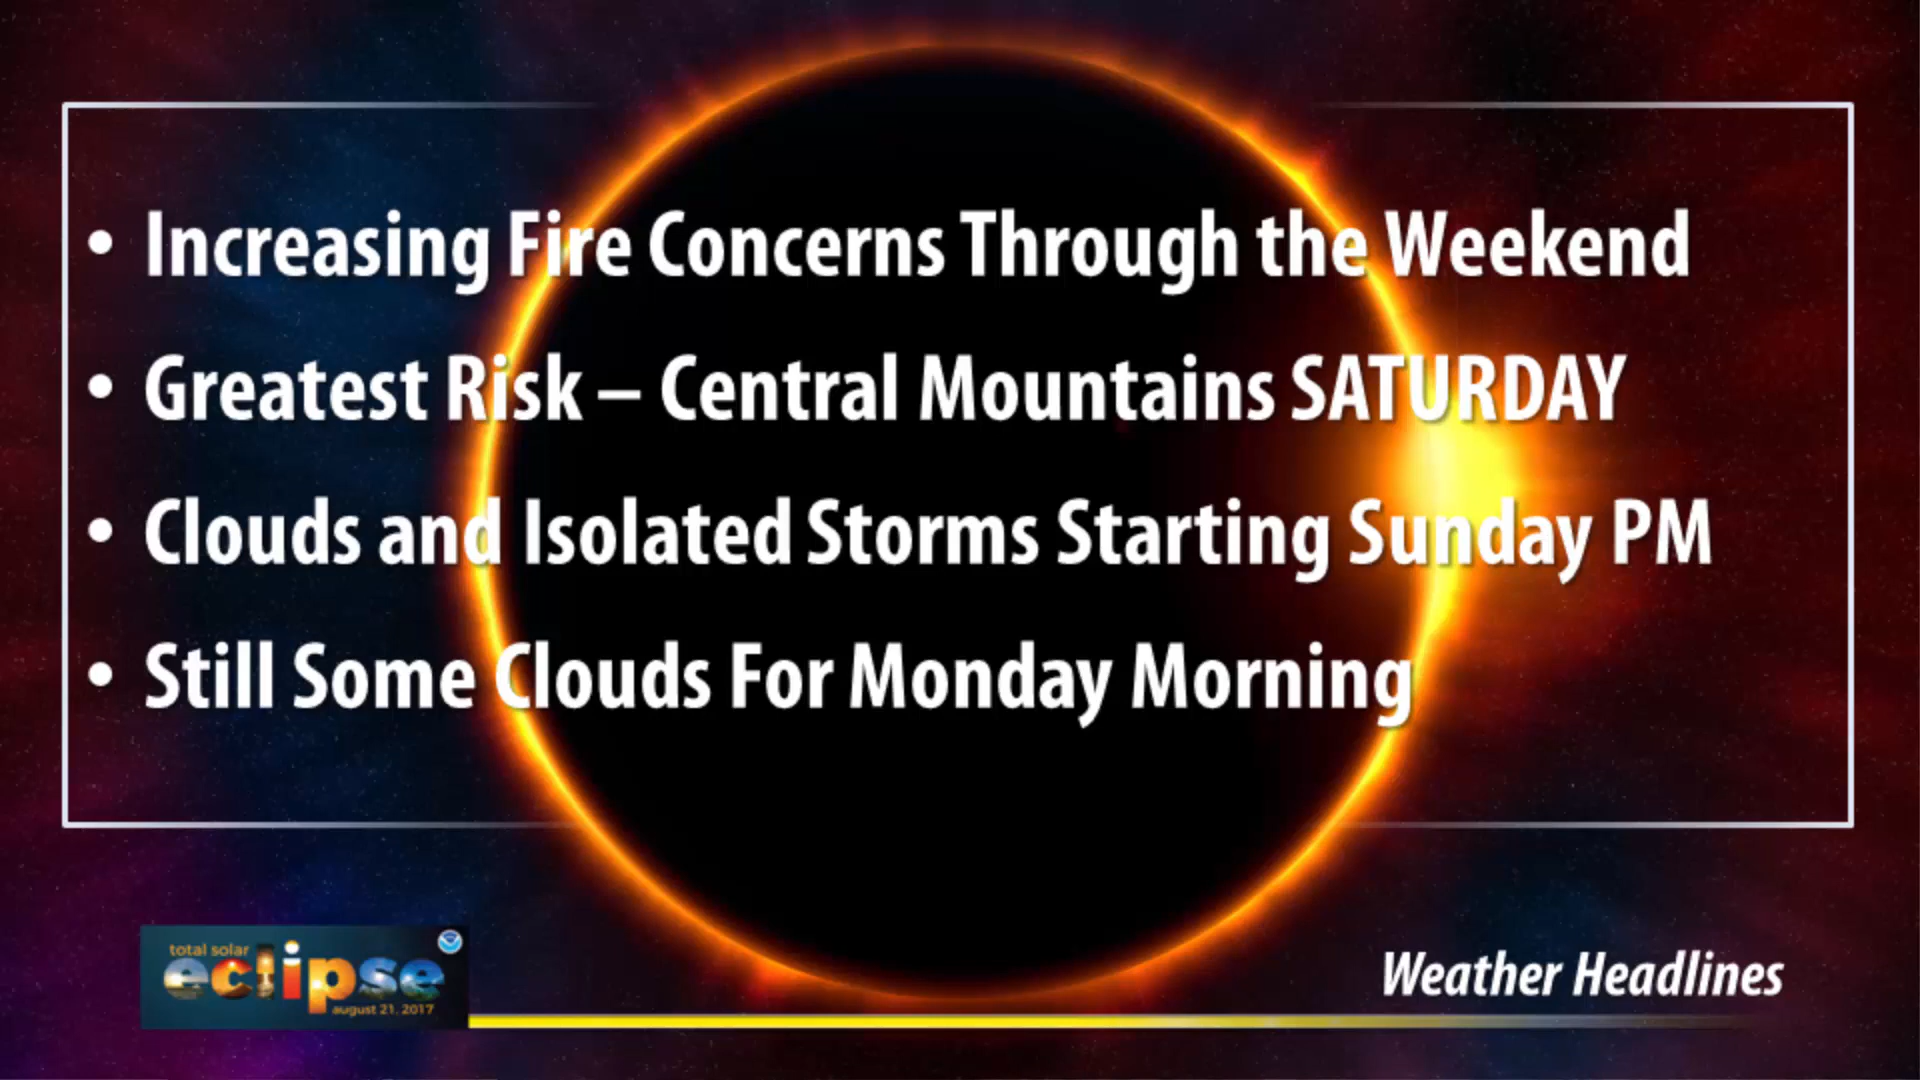 • Increasing Fire Concerns Through the Weekend
• Greatest Risk – Central Mountains SATURDAY
• Clouds and Isolated Storms Starting Sunday PM
• Still Some Clouds For Monday Morning
total solar
eclipse
august 21, 2017
Weather Headlines